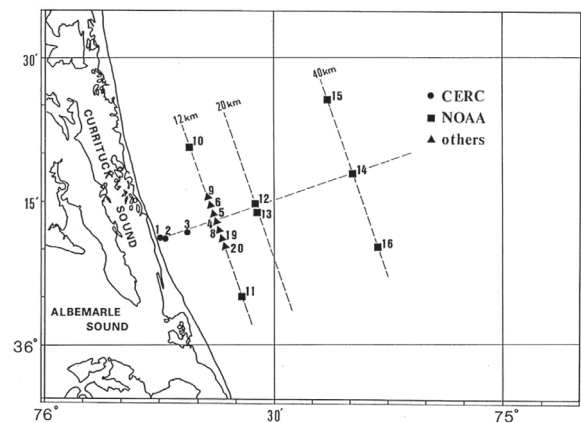 30'
40km
15
20km
12km
10
CERC
NOAA
others
CURRITUCK
SOUND
9
6
5
4
8
19
20
12
13
14
15'
1
2
3
16
11
ALBEMARLE
SOUND
36°
76°
30'
75°